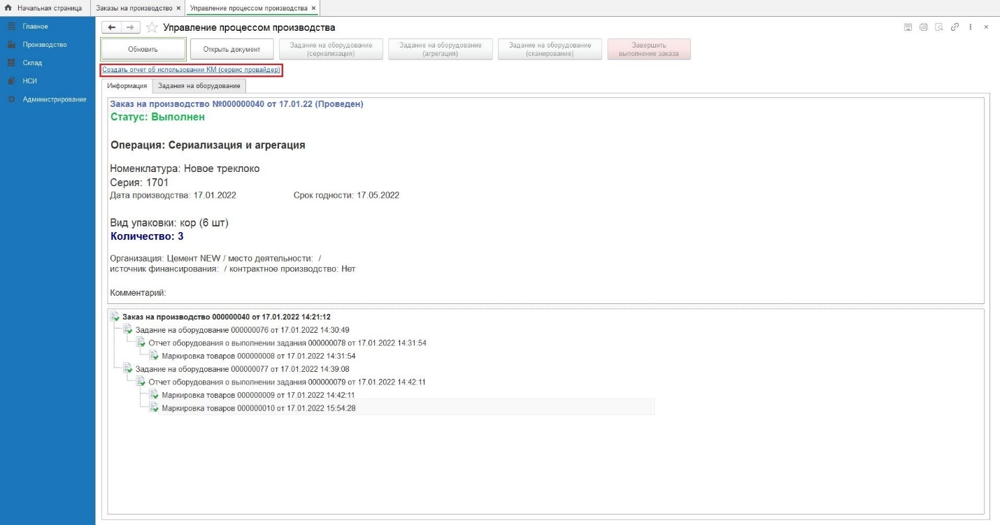 Начальная страница
Заказы на производство ×
Управление процессом производства ×
Главное
Производство
Склад
НСИ
Администрирование
Управление процессом производства
Обновить
Открыть документ
Задание на оборудование
(сериализация)
Задание на оборудование
(агрегация)
Задание на оборудование
(сканирование)
Завершить
выполнение заказа
Создать отчет об использовании КМ (сервис провайдер)
Информация
Задания на оборудование
Заказ на производство №000000040 от 17.01.22 (Проведен)
Статус: Выполнен
Операция: Сериализация и агрегация
Номенклатура: Новое треклоко
Серия: 1701
Дата производства: 17.01.2022 Срок годности: 17.05.2022
Вид упаковки: кор (6 шт)
Количество: 3
Организация: Цемент NEW / место деятельности: /
источник финансирования: / контрактное производство: Нет
Комментарий:
Заказ на производство 000000040 от 17.01.2022 14:21:12
Задание на оборудование 000000076 от 17.01.2022 14:30:49
Отчет оборудования о выполнении задания 000000078 от 17.01.2022 14:31:54
Маркировка товаров 000000008 от 17.01.2022 14:31:54
Задание на оборудование 000000077 от 17.01.2022 14:39:08
Отчет оборудования о выполнении задания 000000079 от 17.01.2022 14:42:11
Маркировка товаров 000000009 от 17.01.2022 14:42:11
Маркировка товаров 000000010 от 17.01.2022 15:54:28